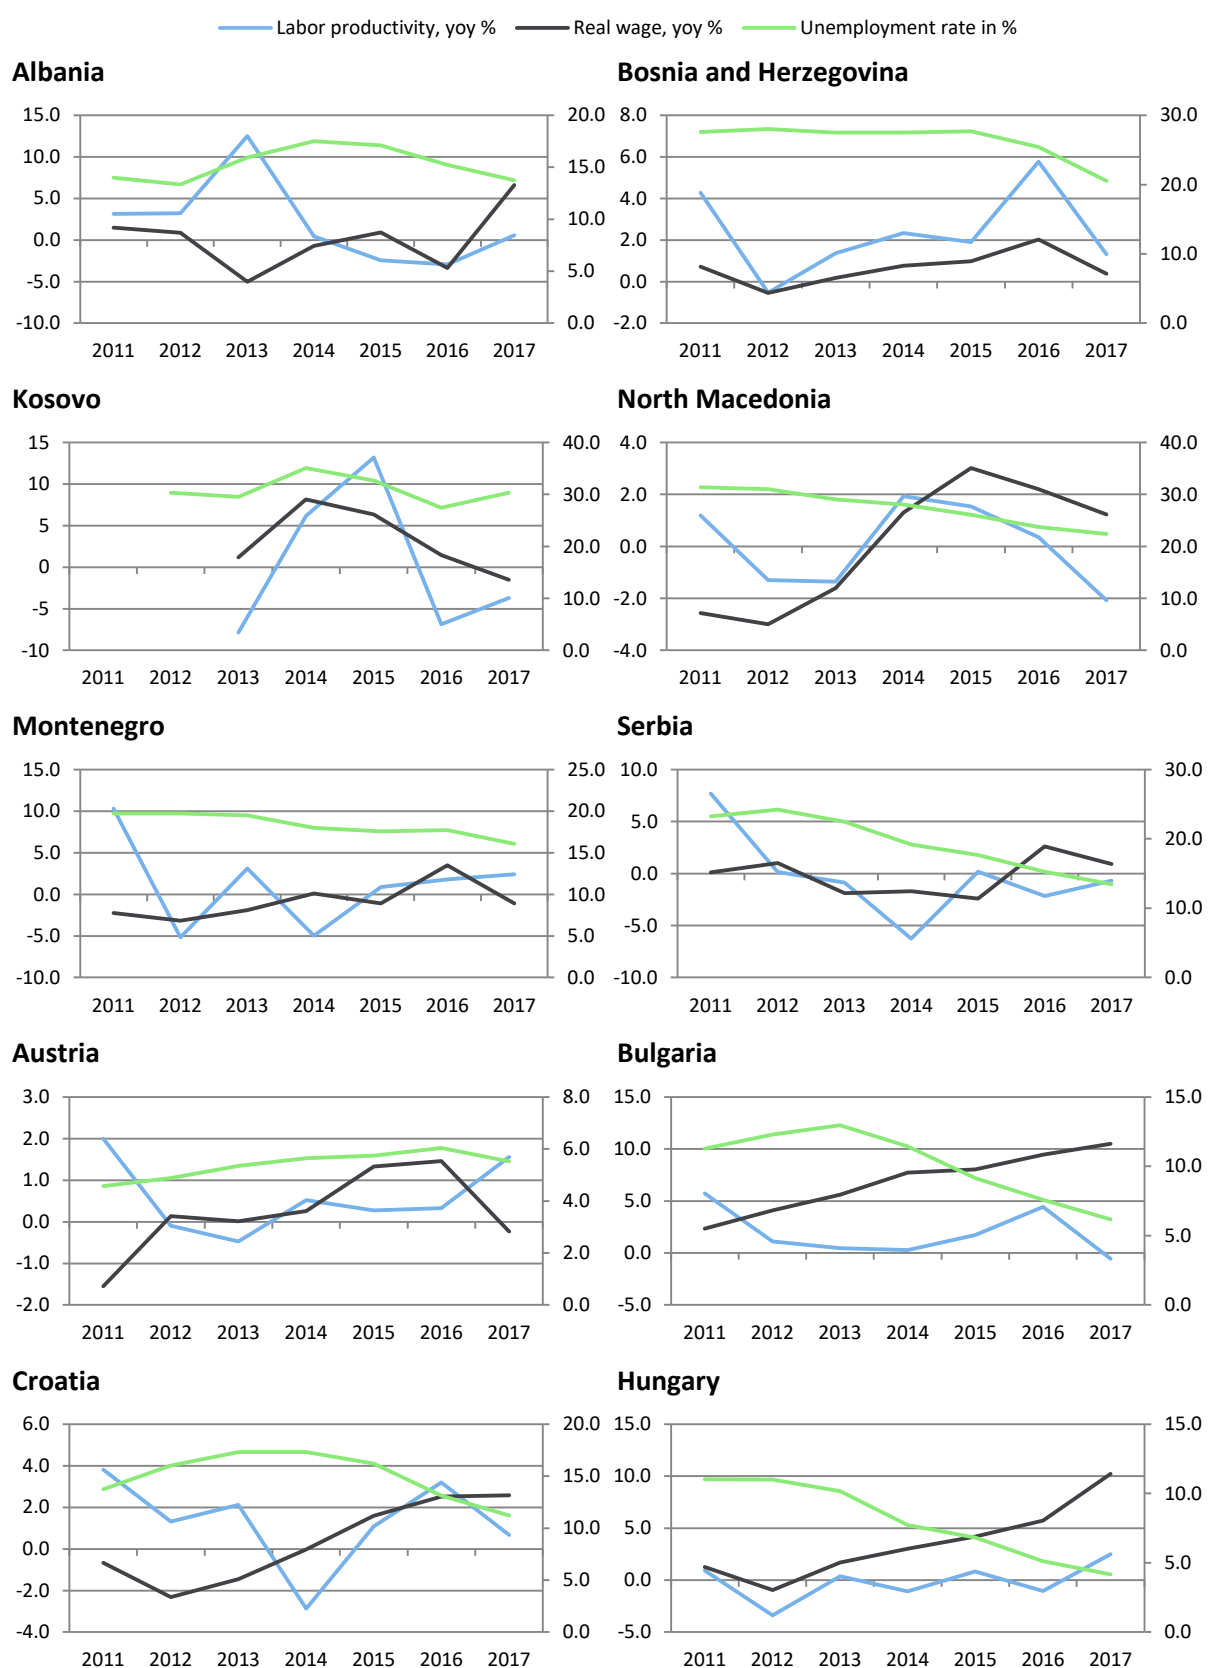 Labor productivity, yoy % Real wage, yoy % Unemployment rate in %
Albania Bosnia and Herzegovina
15.0 20.0 8.0 30.0
10.0 15.0 6.0 20.0
5.0 10.0 4.0 10.0
0.0 5.0 2.0 0.0
-5.0 0.0 0.0
-10.0 -2.0
2011 2012 2013 2014 2015 2016 2017 2011 2012 2013 2014 2015 2016 2017
Kosovo North Macedonia
15 40.0 4.0 40.0
10 30.0 2.0 30.0
5 20.0 0.0 20.0
0 10.0 -2.0 10.0
-5 0.0 -4.0 0.0
-10
2011 2012 2013 2014 2015 2016 2017 2011 2012 2013 2014 2015 2016 2017
Montenegro Serbia
15.0 25.0 10.0 30.0
10.0 20.0 5.0 20.0
5.0 15.0 0.0 10.0
0.0 10.0 -5.0 0.0
-5.0 5.0 -10.0
-10.0 0.0
2011 2012 2013 2014 2015 2016 2017 2011 2012 2013 2014 2015 2016 2017
Austria Bulgaria
3.0 8.0 15.0 15.0
2.0 6.0 10.0 10.0
1.0 4.0 5.0 5.0
0.0 2.0 0.0 0.0
-1.0 0.0 -5.0
-2.0
2011 2012 2013 2014 2015 2016 2017 2011 2012 2013 2014 2015 2016 2017
Croatia Hungary
6.0 20.0 15.0 15.0
4.0 15.0 10.0 10.0
2.0 10.0 5.0 5.0
0.0 5.0 0.0 0.0
-2.0 0.0 -5.0
-4.0
2011 2012 2013 2014 2015 2016 2017 2011 2012 2013 2014 2015 2016 2017